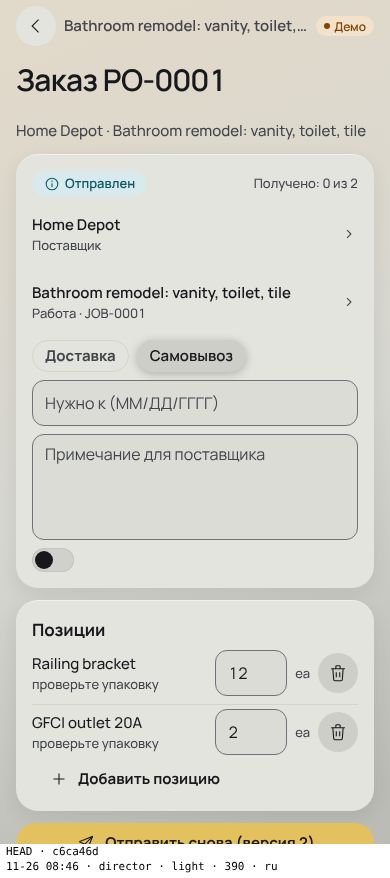 Bathroom remodel: vanity, toilet,…
Демо
Заказ PO-0001
Home Depot · Bathroom remodel: vanity, toilet, tile
Отправлен
Получено: 0 из 2
Home Depot
Поставщик
Bathroom remodel: vanity, toilet, tile
Работа · JOB-0001
Доставка
Самовывоз
Нужно к (ММ/ДД/ГГГГ)
Примечание для поставщика
Позиции
Railing bracket
проверьте упаковку
12
ea
GFCI outlet 20A
проверьте упаковку
2
ea
Добавить позицию
Отправить снова (версия 2)
HEAD · c6ca46d
11-26 08:46 · director · light · 390 · ru